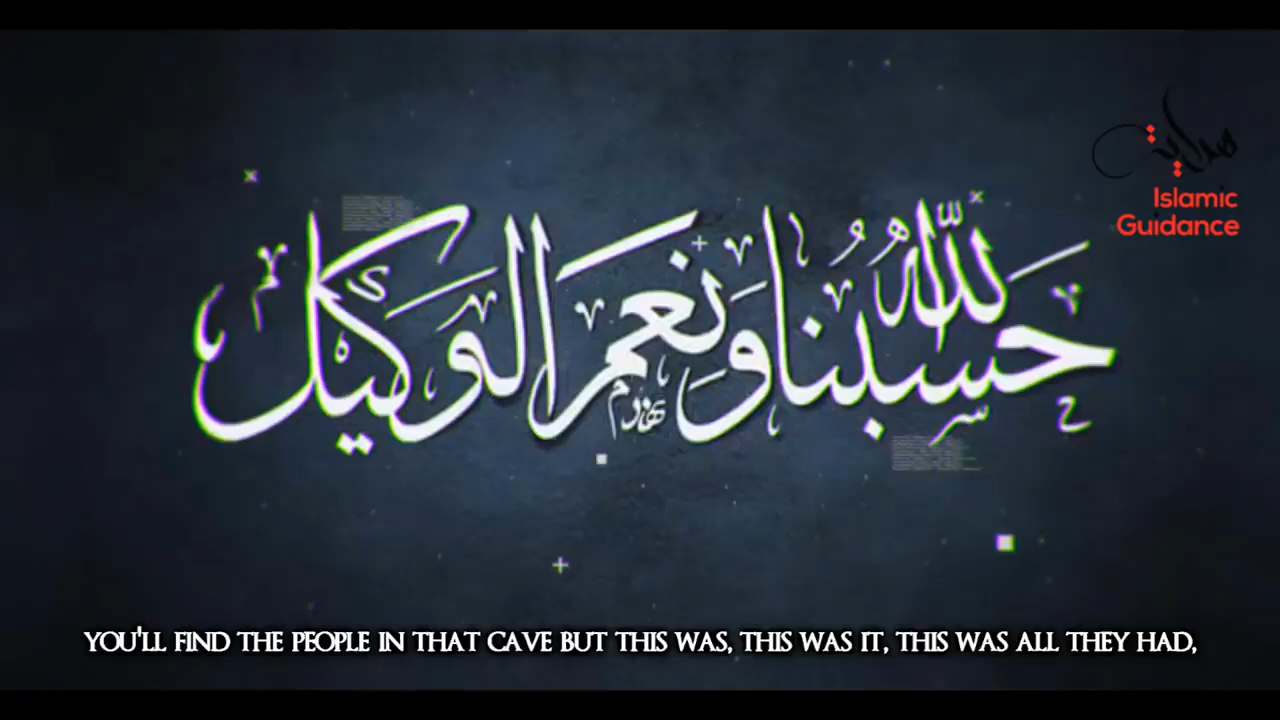 هداية
Islamic
Guidance
حسبنا الله ونعم الوكيل
YOU'LL FIND THE PEOPLE IN THAT CAVE BUT THIS WAS, THIS WAS IT, THIS WAS ALL THEY HAD,